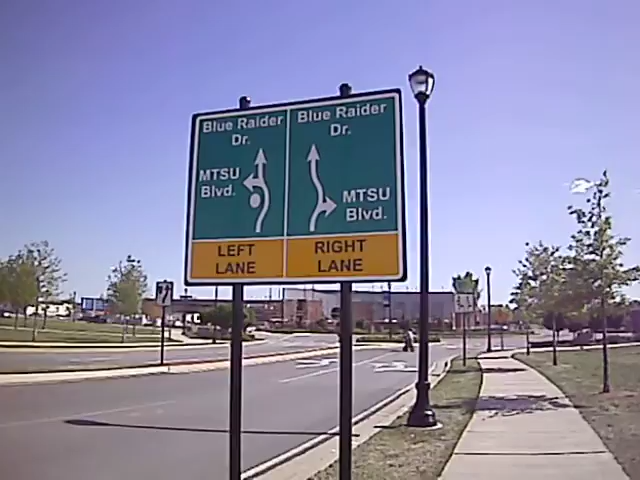 Blue Raider
Dr.
MTSU
Blvd.
LEFT
LANE
Blue Raider
Dr.
MTSU
Blvd.
RIGHT
LANE